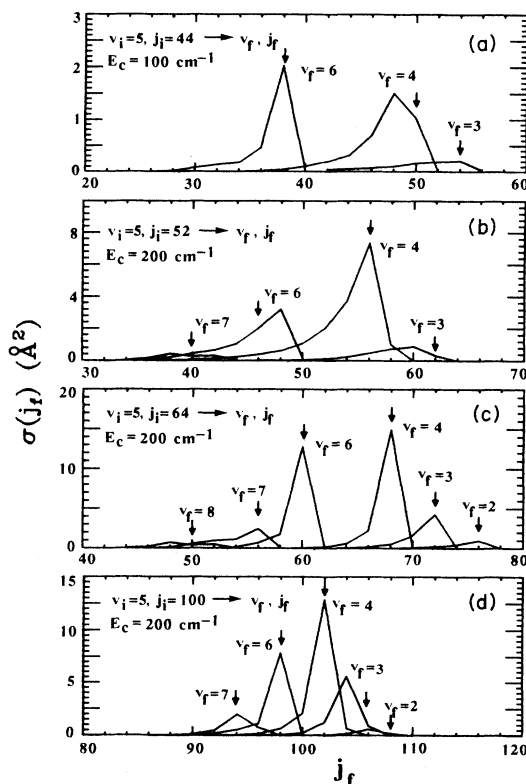 3
2
1
0
v_i=5, j_i=44 → v_f, j_f
E_c=100 cm⁻¹
v_f=6
v_f=4
v_f=3
(a)
20 30 40 50 60
8
4
0
v_i=5, j_i=52 → v_f, j_f
E_c=200 cm⁻¹
v_f=7
v_f=6
v_f=4
v_f=3
(b)
30 40 50 60 70
σ(j_f) (Å²)
20
15
10
5
0
v_i=5, j_i=64 → v_f, j_f
E_c=200 cm⁻¹
v_f=8
v_f=7
v_f=6
v_f=4
v_f=3
v_f=2
(c)
40 50 60 70 80
15
10
5
0
v_i=5, j_i=100 → v_f, j_f
E_c=200 cm⁻¹
v_f=7
v_f=6
v_f=4
v_f=3
v_f=2
(d)
80 90 100 110 120
j_f